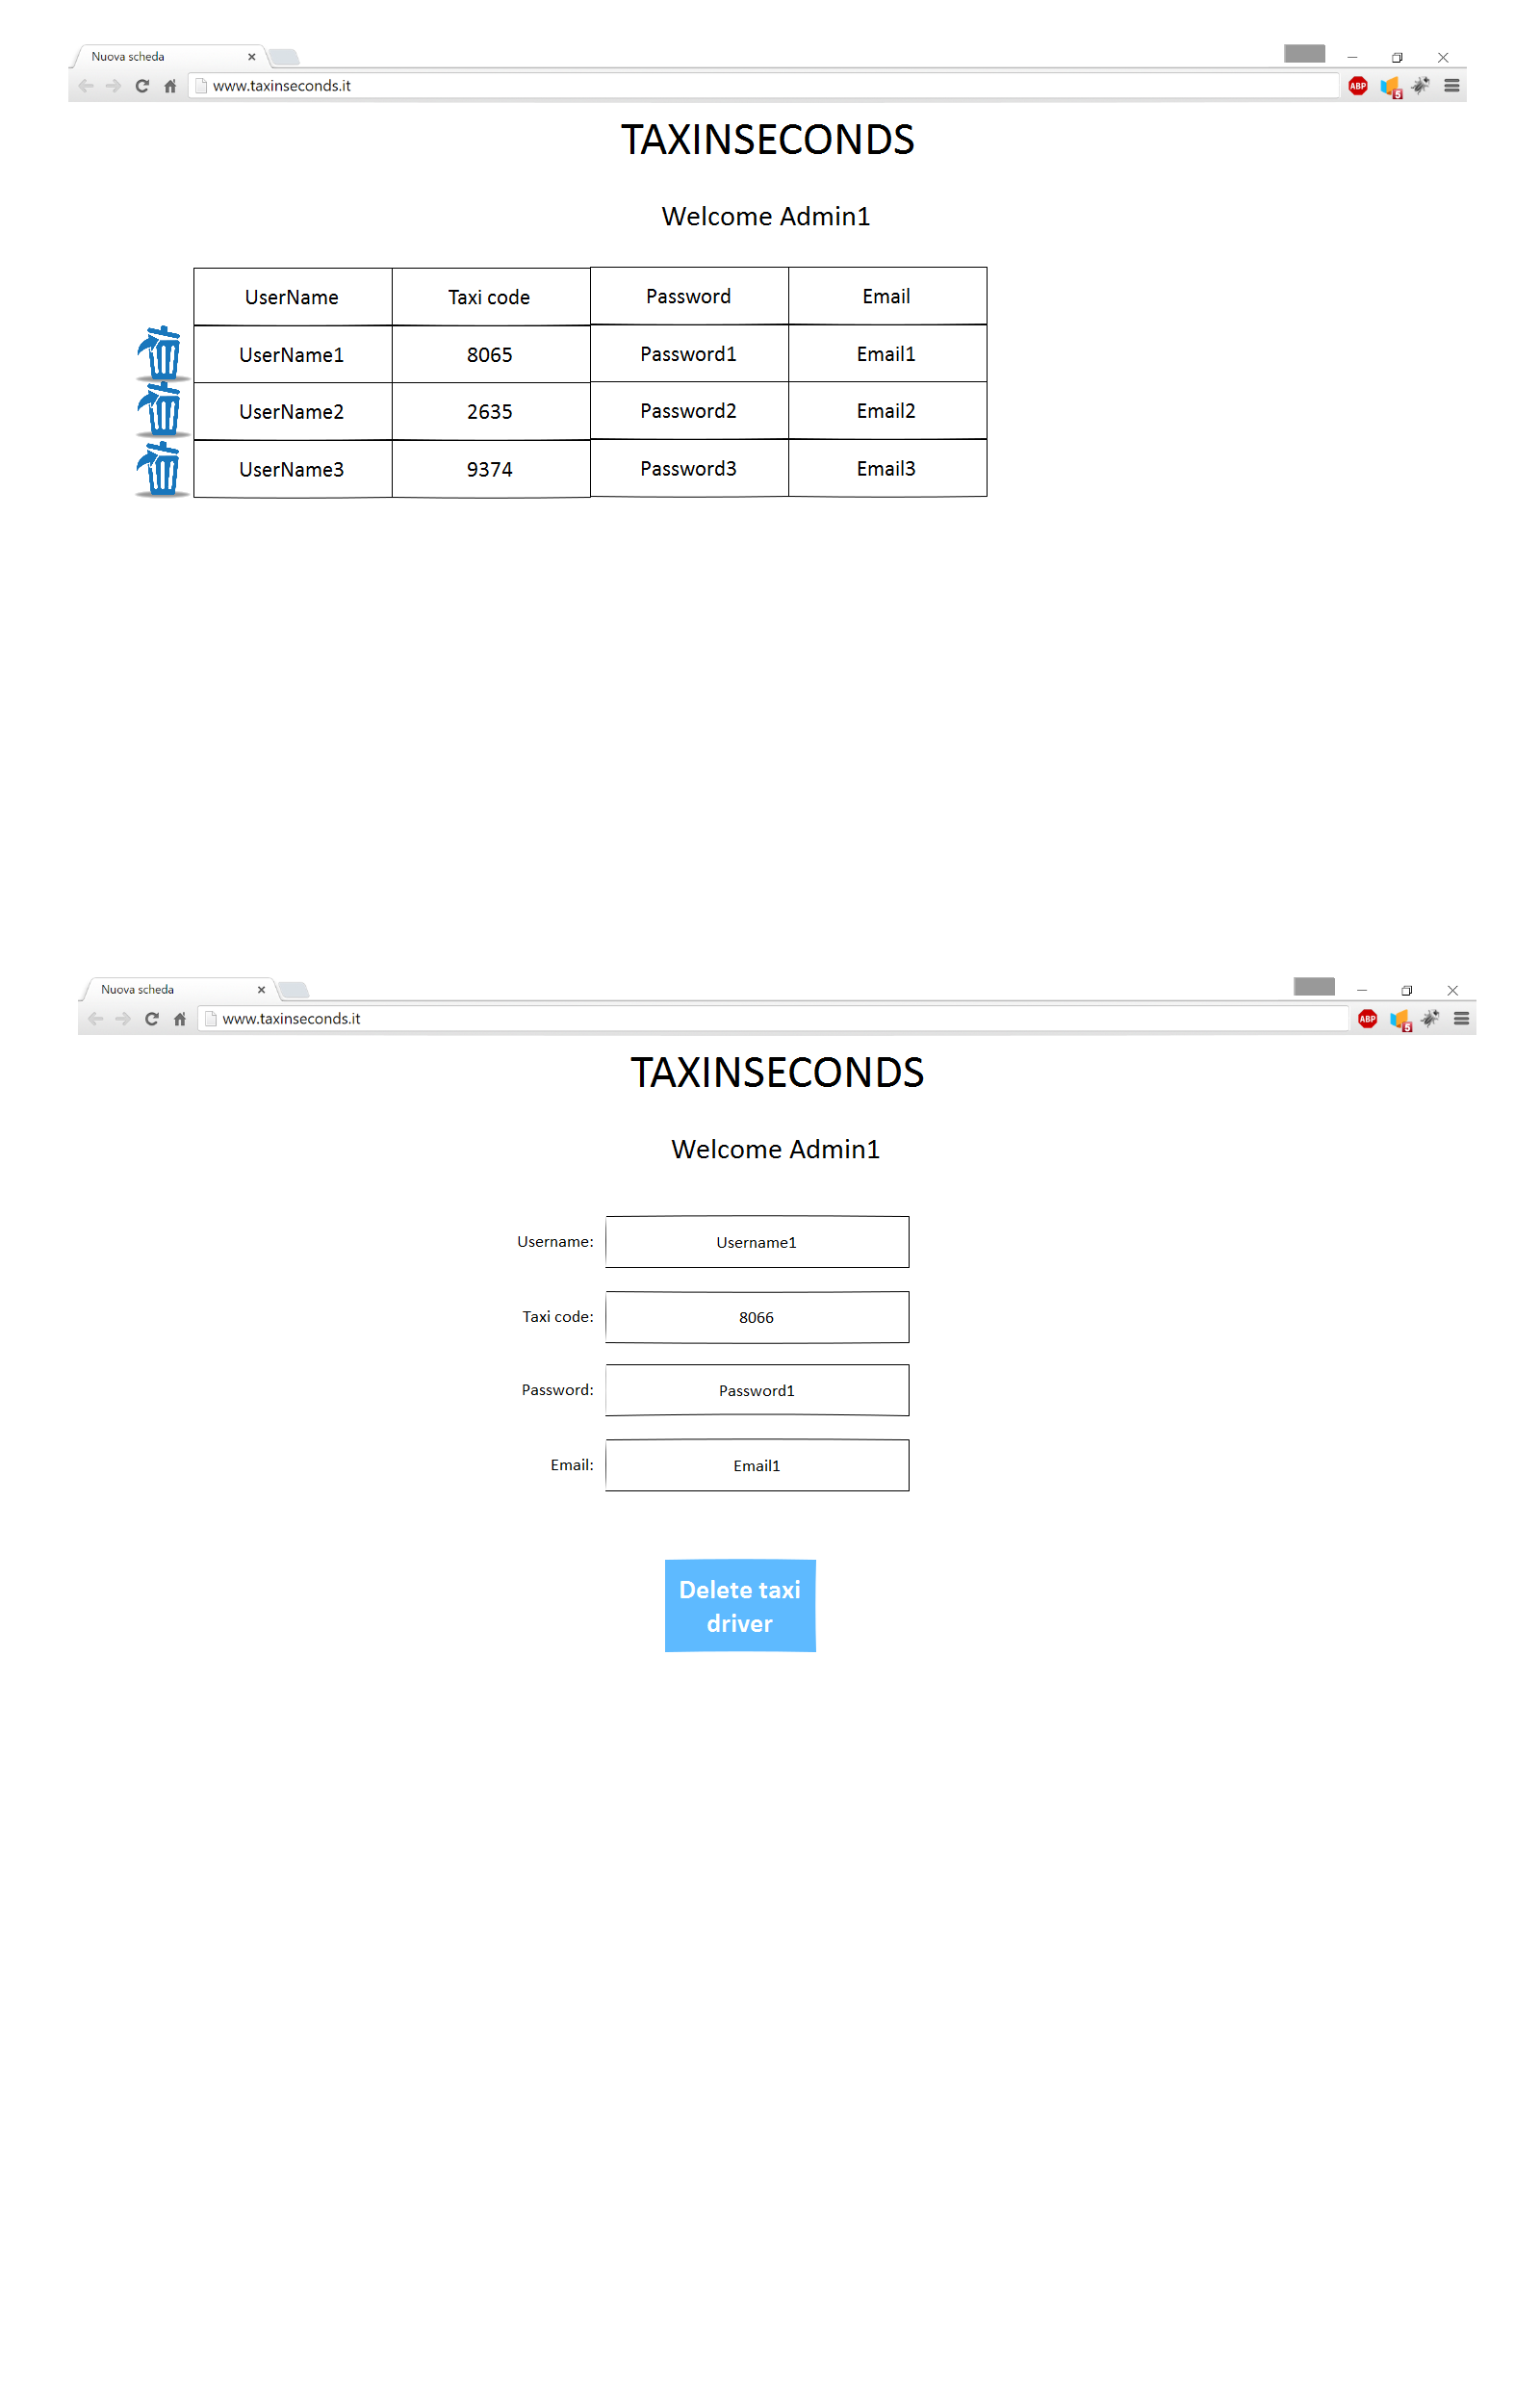 Nuova scheda
www.taxinseconds.it
ABP
5
TAXINSECONDS
Welcome Admin1
UserName Taxi code Password Email
UserName1 8065 Password1 Email1
UserName2 2635 Password2 Email2
UserName3 9374 Password3 Email3
Nuova scheda
www.taxinseconds.it
ABP
5
TAXINSECONDS
Welcome Admin1
Username: Username1
Taxi code: 8066
Password: Password1
Email: Email1
Delete taxi
driver